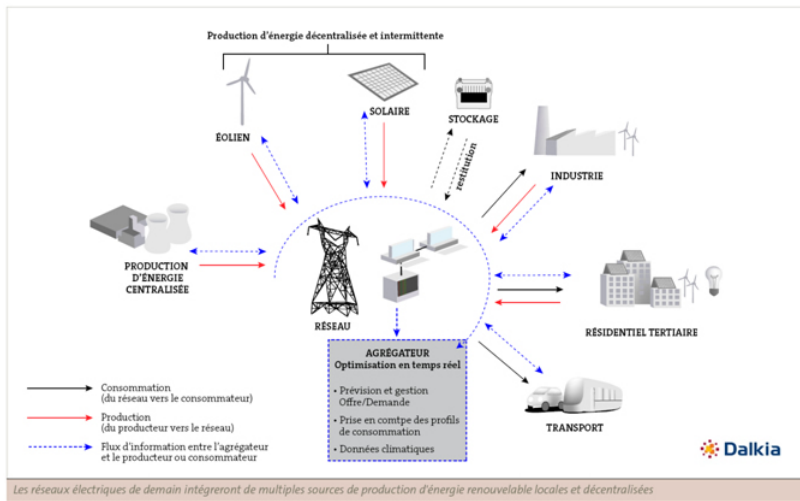 Production d'énergie décentralisée et intermittente
ÉOLIEN
SOLAIRE
STOCKAGE
restitution
INDUSTRIE
PRODUCTION
D'ÉNERGIE
CENTRALISÉE
RÉSEAU
RÉSIDENTIEL TERTIAIRE
AGRÉGATEUR
Optimisation en temps réel
• Prévision et gestion
Offre/Demande
• Prise en comtpe des profils
de consommation
• Données climatiques
TRANSPORT
Consommation
(du réseau vers le consommateur)
Production
(du producteur vers le réseau)
Flux d'information entre l'agrégateur
et le producteur ou consommateur
Dalkia
Les réseaux électriques de demain intégreront de multiples sources de production d'énergie renouvelable locales et décentralisées